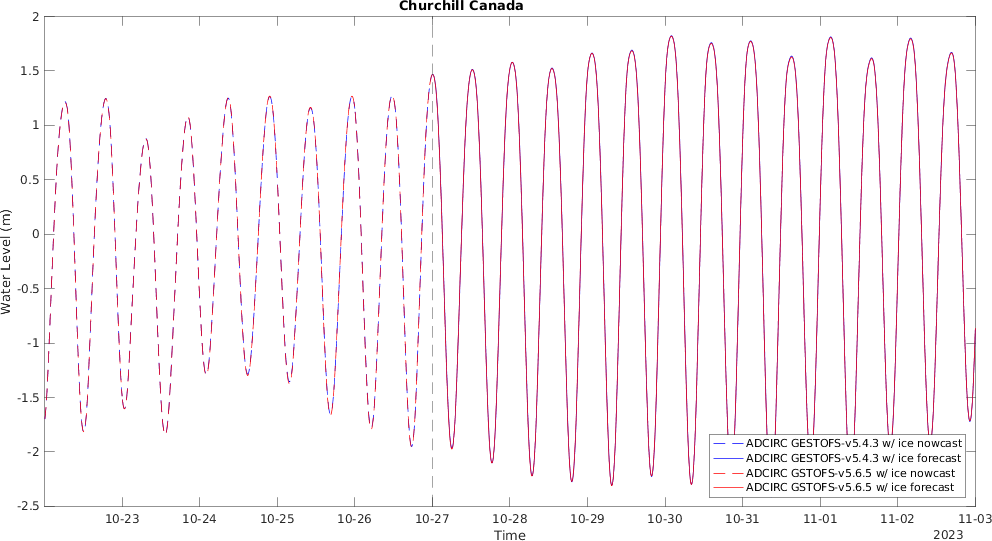 Churchill Canada
2
1.5
1
0.5
0
-0.5
-1
-1.5
-2
-2.5
Water Level (m)
ADCIRC GESTOFS-v5.4.3 w/ ice nowcast
ADCIRC GESTOFS-v5.4.3 w/ ice forecast
ADCIRC GSTOFS-v5.6.5 w/ ice nowcast
ADCIRC GSTOFS-v5.6.5 w/ ice forecast
10-23 10-24 10-25 10-26 10-27 10-28 10-29 10-30 10-31 11-01 11-02 11-03
Time
2023